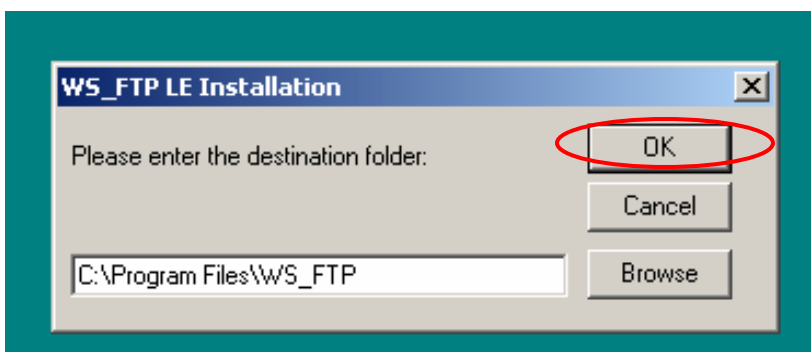 WS_FTP LE Installation
Please enter the destination folder:
OK
Cancel
C:\Program Files\WS_FTP
Browse